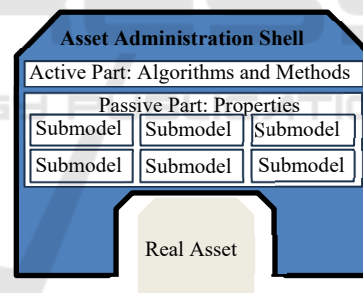 Asset Administration Shell
Active Part: Algorithms and Methods
Passive Part: Properties
Submodel Submodel Submodel
Submodel Submodel Submodel
Real Asset